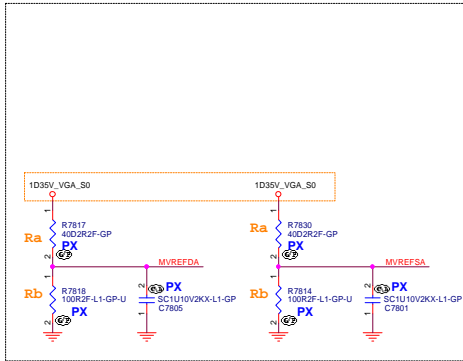 1D35V_VGA_S0
1D35V_VGA_S0
1
1
Ra
R7817
40D2R2F-GP
PX
2
Ra
R7830
40D2R2F-GP
PX
2
MVREFDA
MVREFSA
1
Rb
R7818
100R2F-L1-GP-U
PX
2
2
PX
SC1U10V2KX-L1-GP
C7805
1
1
Rb
R7814
100R2F-L1-GP-U
PX
2
2
PX
SC1U10V2KX-L1-GP
C7801
1